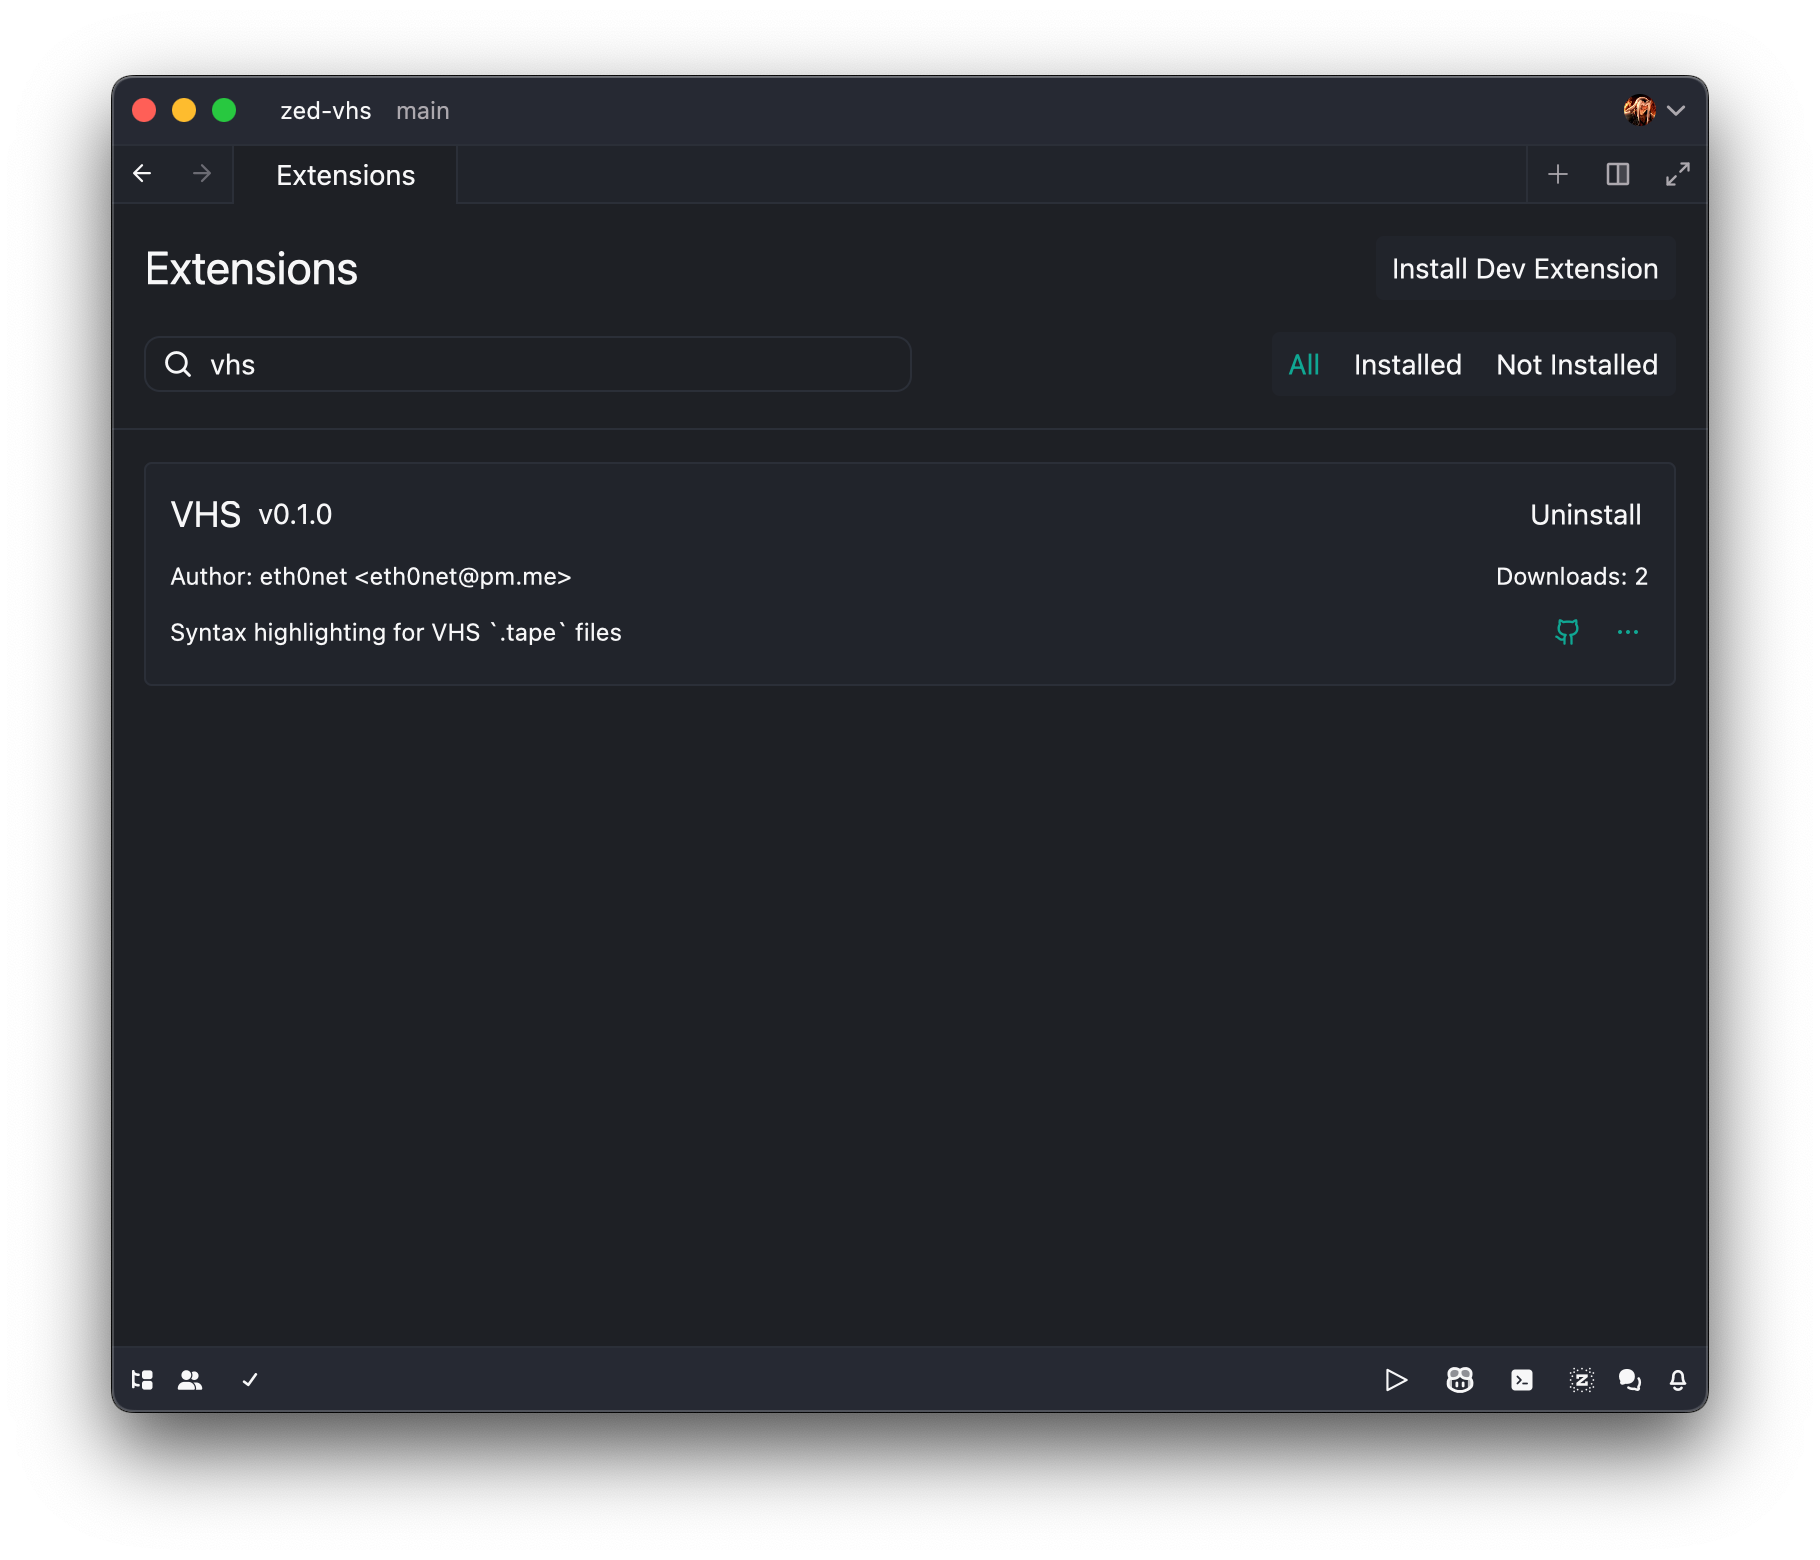 zed-vhs main
Extensions
Extensions
Install Dev Extension
vhs
All Installed Not Installed
VHS v0.1.0
Uninstall
Author: eth0net <eth0net@pm.me>
Downloads: 2
Syntax highlighting for VHS `.tape` files